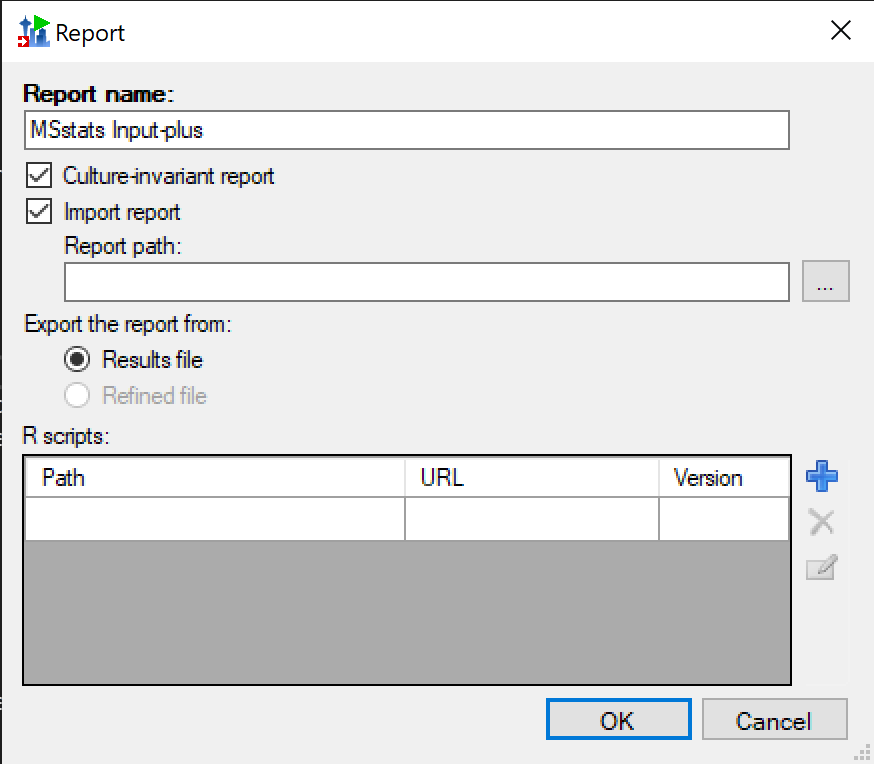 Report
Report name:
MSstats Input-plus
Culture-invariant report
Import report
Report path:
...
Export the report from:
Results file
Refined file
R scripts:
Path URL Version
OK Cancel